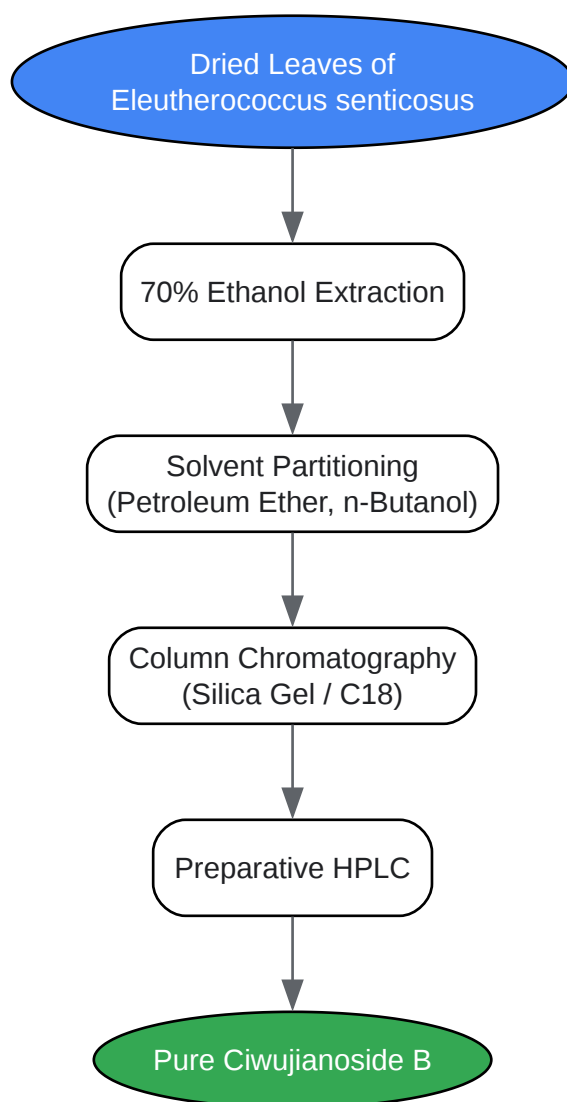 Dried Leaves of
Eleutherococcus senticosus
70% Ethanol Extraction
Solvent Partitioning
(Petroleum Ether, n-Butanol)
Column Chromatography
(Silica Gel / C18)
Preparative HPLC
Pure Ciwujianoside B